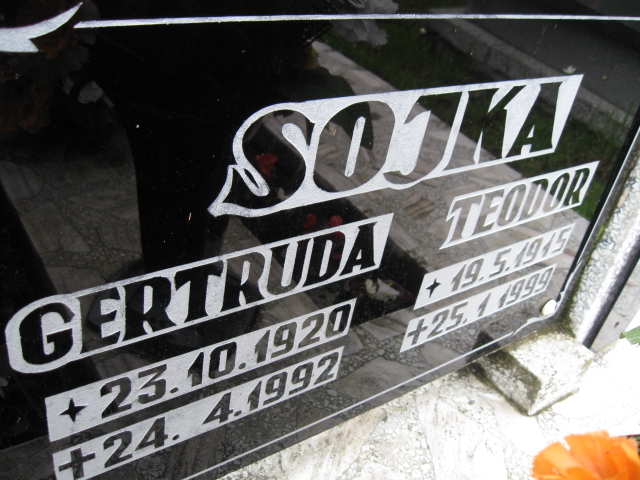 SOJKA
GERTRUDA
23.10.1920
+24. 4.1992
TEODOR
19.5.1915
+25.1 1999